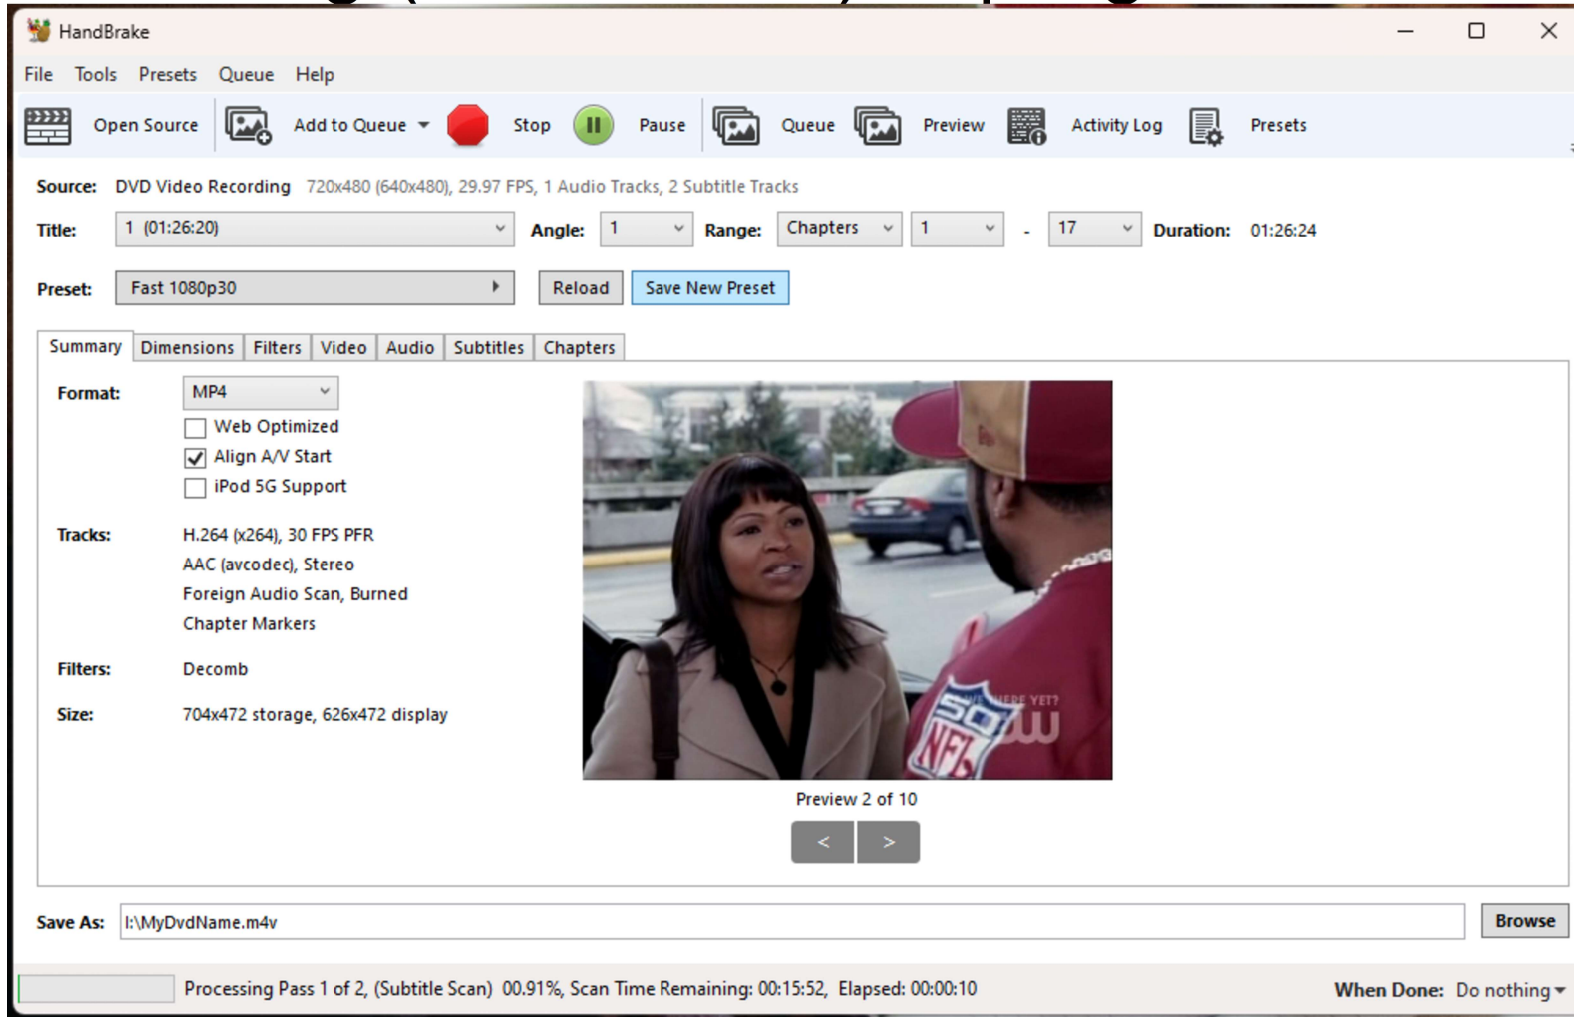 HandBrake
File Tools Presets Queue Help
Open Source Add to Queue Stop Pause Queue Preview Activity Log Presets
Source: DVD Video Recording 720x480 (640x480), 29.97 FPS, 1 Audio Tracks, 2 Subtitle Tracks
Title: 1 (01:26:20) Angle: 1 Range: Chapters 1 - 17 Duration: 01:26:24
Preset: Fast 1080p30 Reload Save New Preset
Summary Dimensions Filters Video Audio Subtitles Chapters
Format: MP4
Web Optimized
Align A/V Start
iPod 5G Support
Tracks: H.264 (x264), 30 FPS PFR
AAC (avcodec), Stereo
Foreign Audio Scan, Burned
Chapter Markers
Filters: Decomb
Size: 704x472 storage, 626x472 display
HERE YET?
50
NFL
Preview 2 of 10
< >
Save As: I:\MyDvdName.m4v Browse
Processing Pass 1 of 2, (Subtitle Scan) 00.91%, Scan Time Remaining: 00:15:52, Elapsed: 00:00:10 When Done: Do nothing